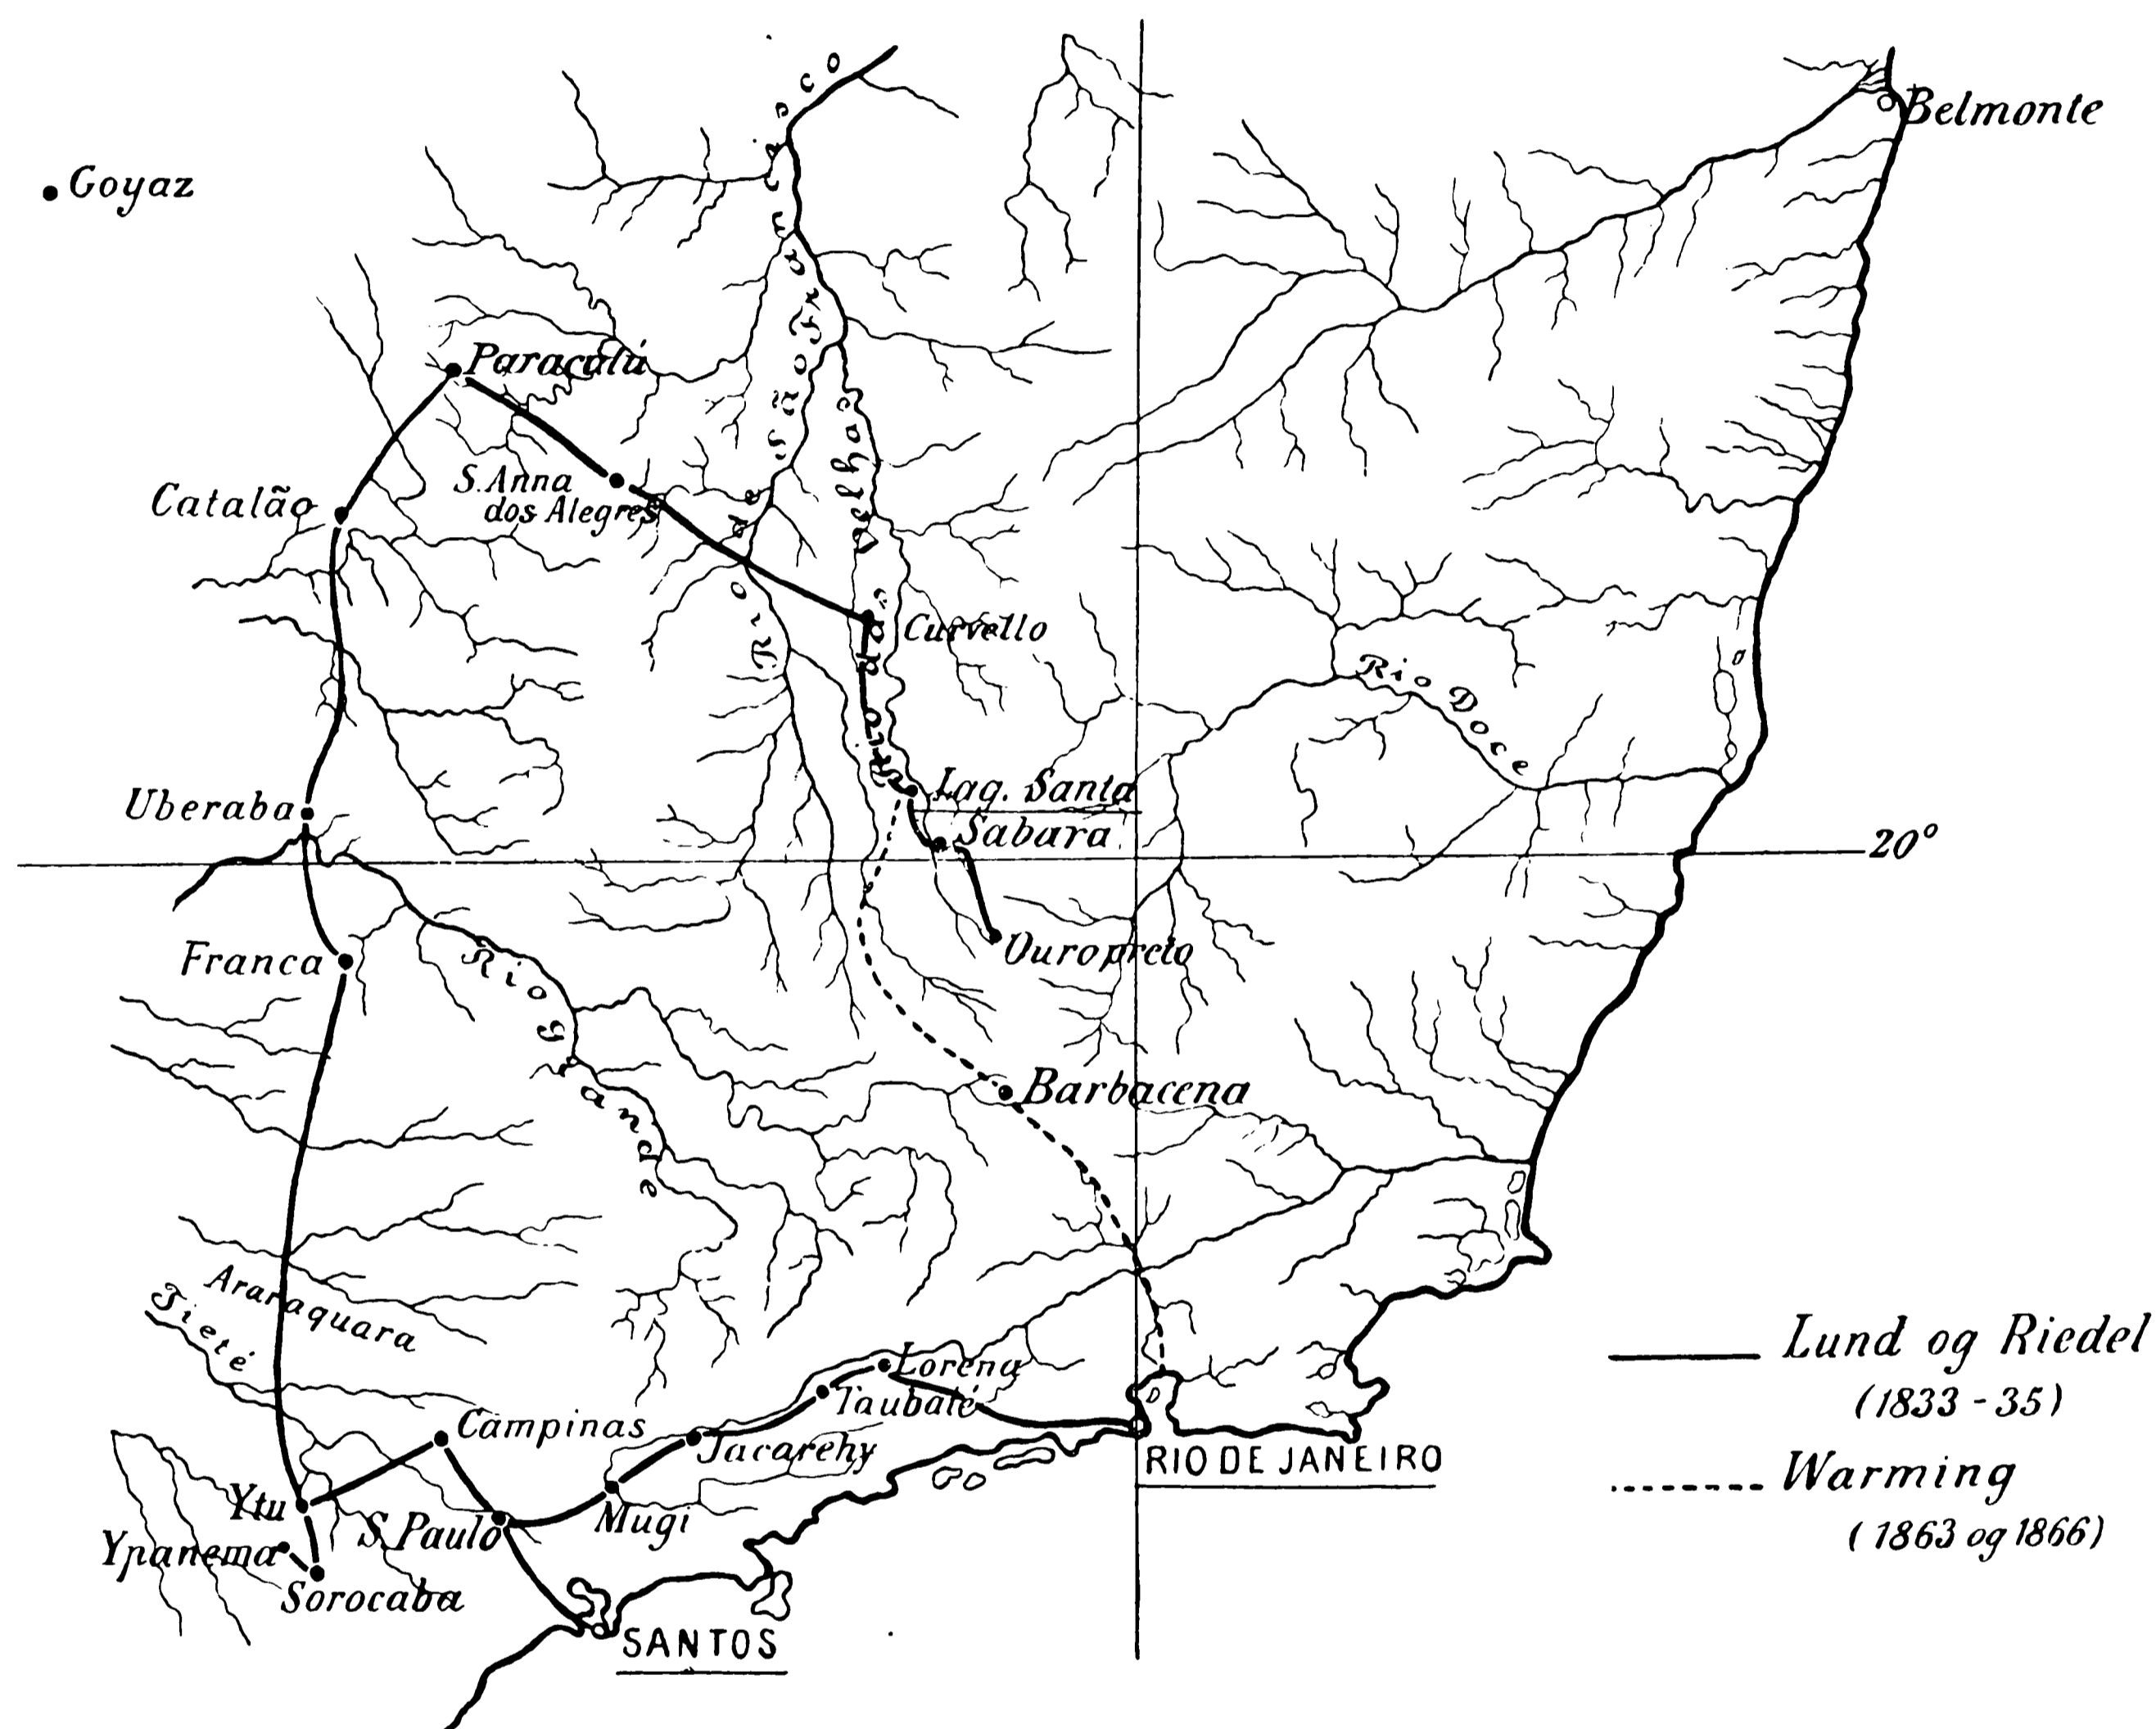 Belmonte
Goyaz
Rio de S. Francisco
Paracatú
S. Anna
dos Alegres
Catalão
Rio das Velhas
Curvello
Rio Doce
Lag. Santa
Uberaba
Sabara
20°
Franca
Ouropreto
Rio Grande
Barbacena
Araraquara
Tieté
Lorena
Taubaté
Campinas
Jacarehy
RIO DE JANEIRO
Ytu
Mugi
S. Paulo
Ypanema
Sorocaba
SANTOS
Lund og Riedel
(1833-35)
Warming
(1863 og 1866)